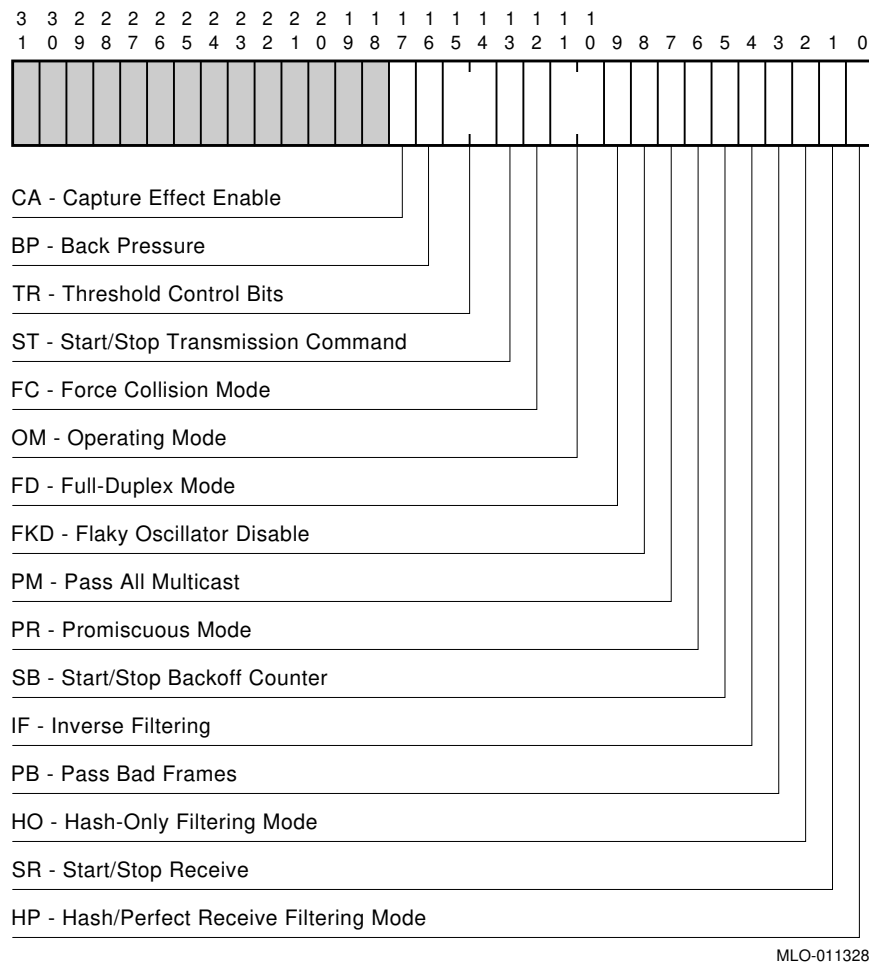 3 3 2 2 2 2 2 2 2 2 2 2 1 1 1 1 1 1 1 1 1 1
1 0 9 8 7 6 5 4 3 2 1 0 9 8 7 6 5 4 3 2 1 0 9 8 7 6 5 4 3 2 1 0
CA - Capture Effect Enable
BP - Back Pressure
TR - Threshold Control Bits
ST - Start/Stop Transmission Command
FC - Force Collision Mode
OM - Operating Mode
FD - Full-Duplex Mode
FKD - Flaky Oscillator Disable
PM - Pass All Multicast
PR - Promiscuous Mode
SB - Start/Stop Backoff Counter
IF - Inverse Filtering
PB - Pass Bad Frames
HO - Hash-Only Filtering Mode
SR - Start/Stop Receive
HP - Hash/Perfect Receive Filtering Mode
MLO-011328